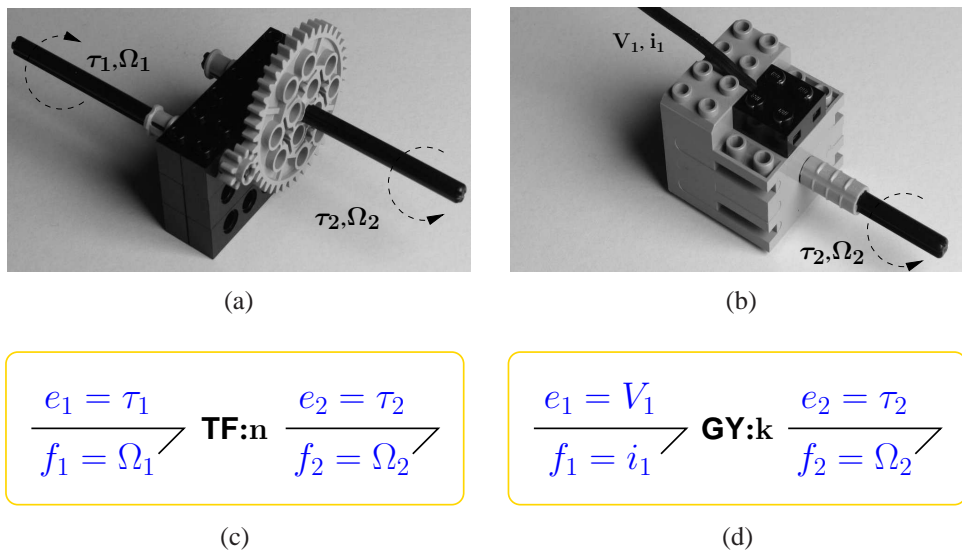 τ₁,Ω₁
τ₂,Ω₂
V₁, i₁
τ₂,Ω₂
(a)
(b)
e₁ = τ₁
f₁ = Ω₁
TF:n
e₂ = τ₂
f₂ = Ω₂
e₁ = V₁
f₁ = i₁
GY:k
e₂ = τ₂
f₂ = Ω₂
(c)
(d)